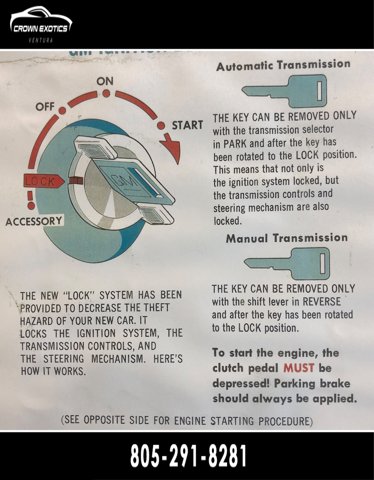 CROWN EXOTICS
VENTURA
ON
OFF
START
LOCK
GM
ACCESSORY
THE NEW "LOCK" SYSTEM HAS BEEN
PROVIDED TO DECREASE THE THEFT
HAZARD OF YOUR NEW CAR. IT
LOCKS THE IGNITION SYSTEM, THE
TRANSMISSION CONTROLS, AND
THE STEERING MECHANISM. HERE'S
HOW IT WORKS.
Automatic Transmission
THE KEY CAN BE REMOVED ONLY
with the transmission selector
in PARK and after the key has
been rotated to the LOCK position.
This means that not only is
the ignition system locked, but
the transmission controls and
steering mechanism are also
locked.
Manual Transmission
THE KEY CAN BE REMOVED ONLY
with the shift lever in REVERSE
and after the key has been rotated
to the LOCK position.
To start the engine, the
clutch pedal MUST be
depressed! Parking brake
should always be applied.
(SEE OPPOSITE SIDE FOR ENGINE STARTING PROCEDURE)
805-291-8281